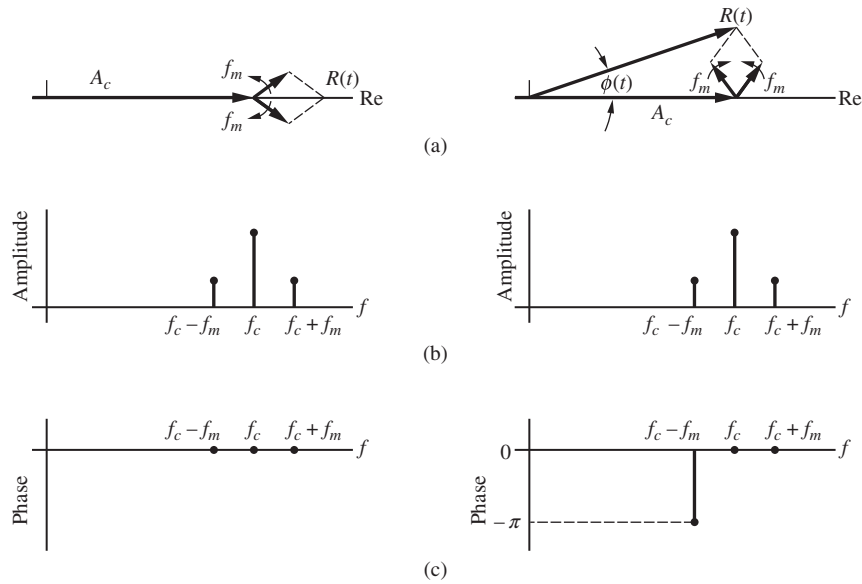 f_m A_c R(t) Re f_m
R(t) f_m f_m ϕ(t) A_c Re
(a)
Amplitude f f_c − f_m f_c f_c + f_m
Amplitude f f_c − f_m f_c f_c + f_m
(b)
f_c − f_m f_c f_c + f_m f Phase
f_c − f_m f_c f_c + f_m 0 f Phase −π
(c)